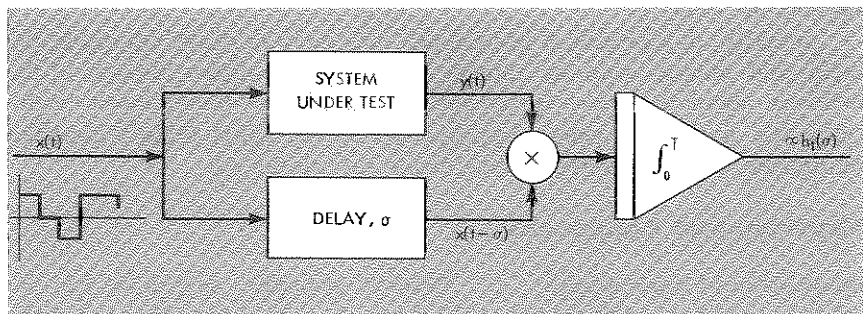 SYSTEM
UNDER TEST
y(t)
x(t)
×
∫₀ᵀ
DELAY, σ
x(t – σ)